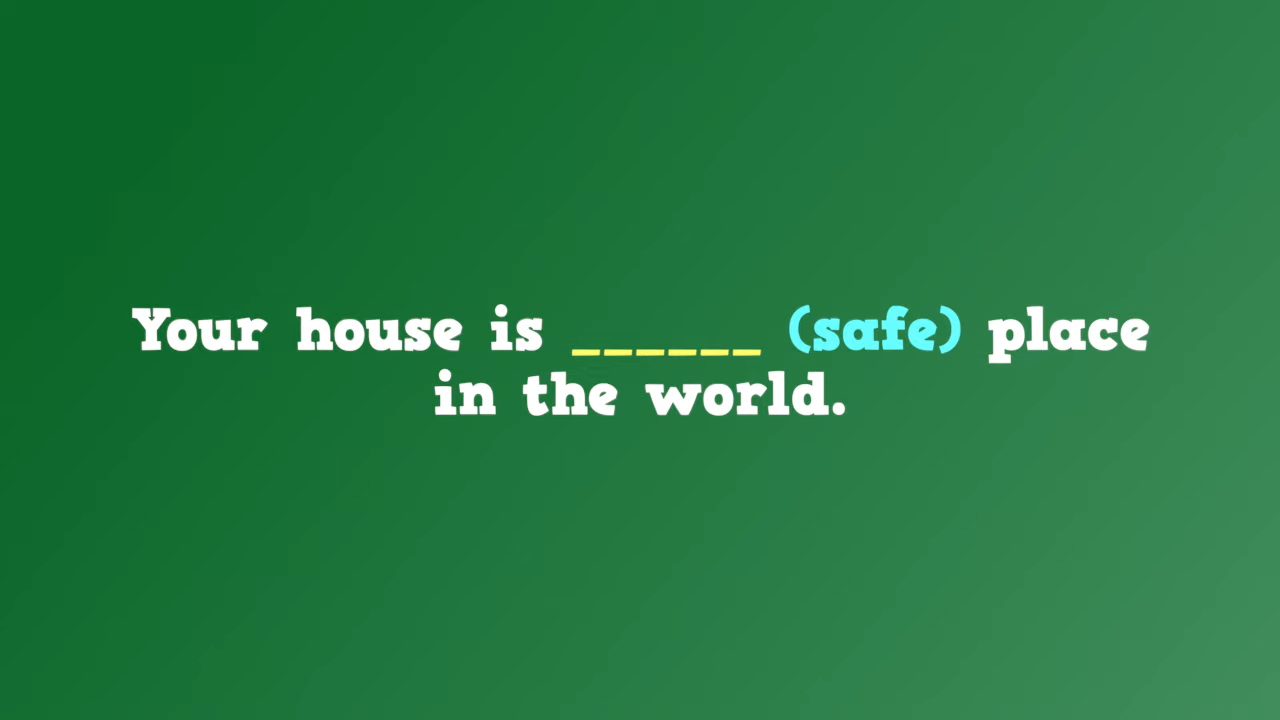 Your house is ______ (safe) place
in the world.